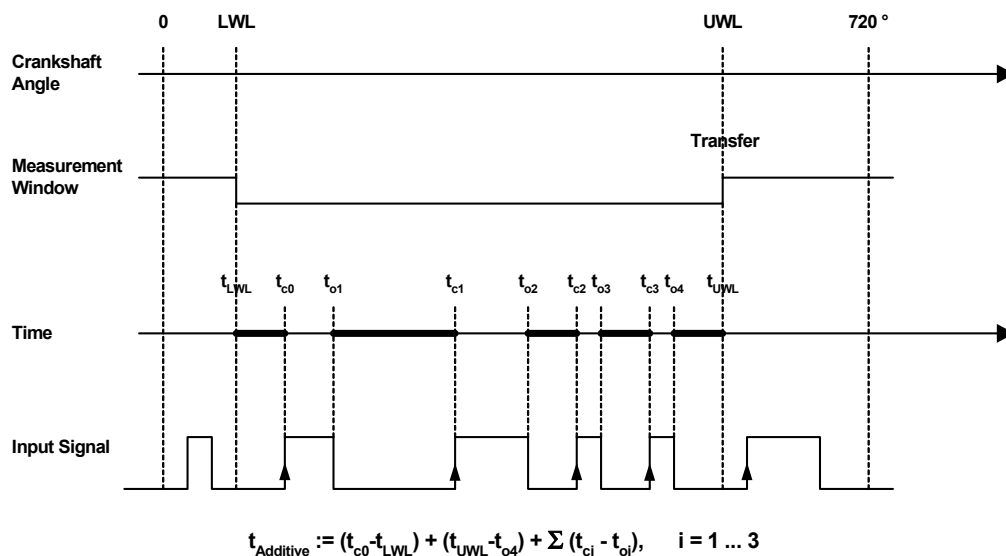 0 LWL UWL 720 °
Crankshaft
Angle
Transfer
Measurement
Window
t_LWL t_c0 t_o1 t_c1 t_o2 t_c2 t_o3 t_c3 t_o4 t_UWL
Time
Input Signal
t_Additive := (t_c0-t_LWL) + (t_UWL-t_o4) + Σ (t_ci - t_oi), i = 1 ... 3